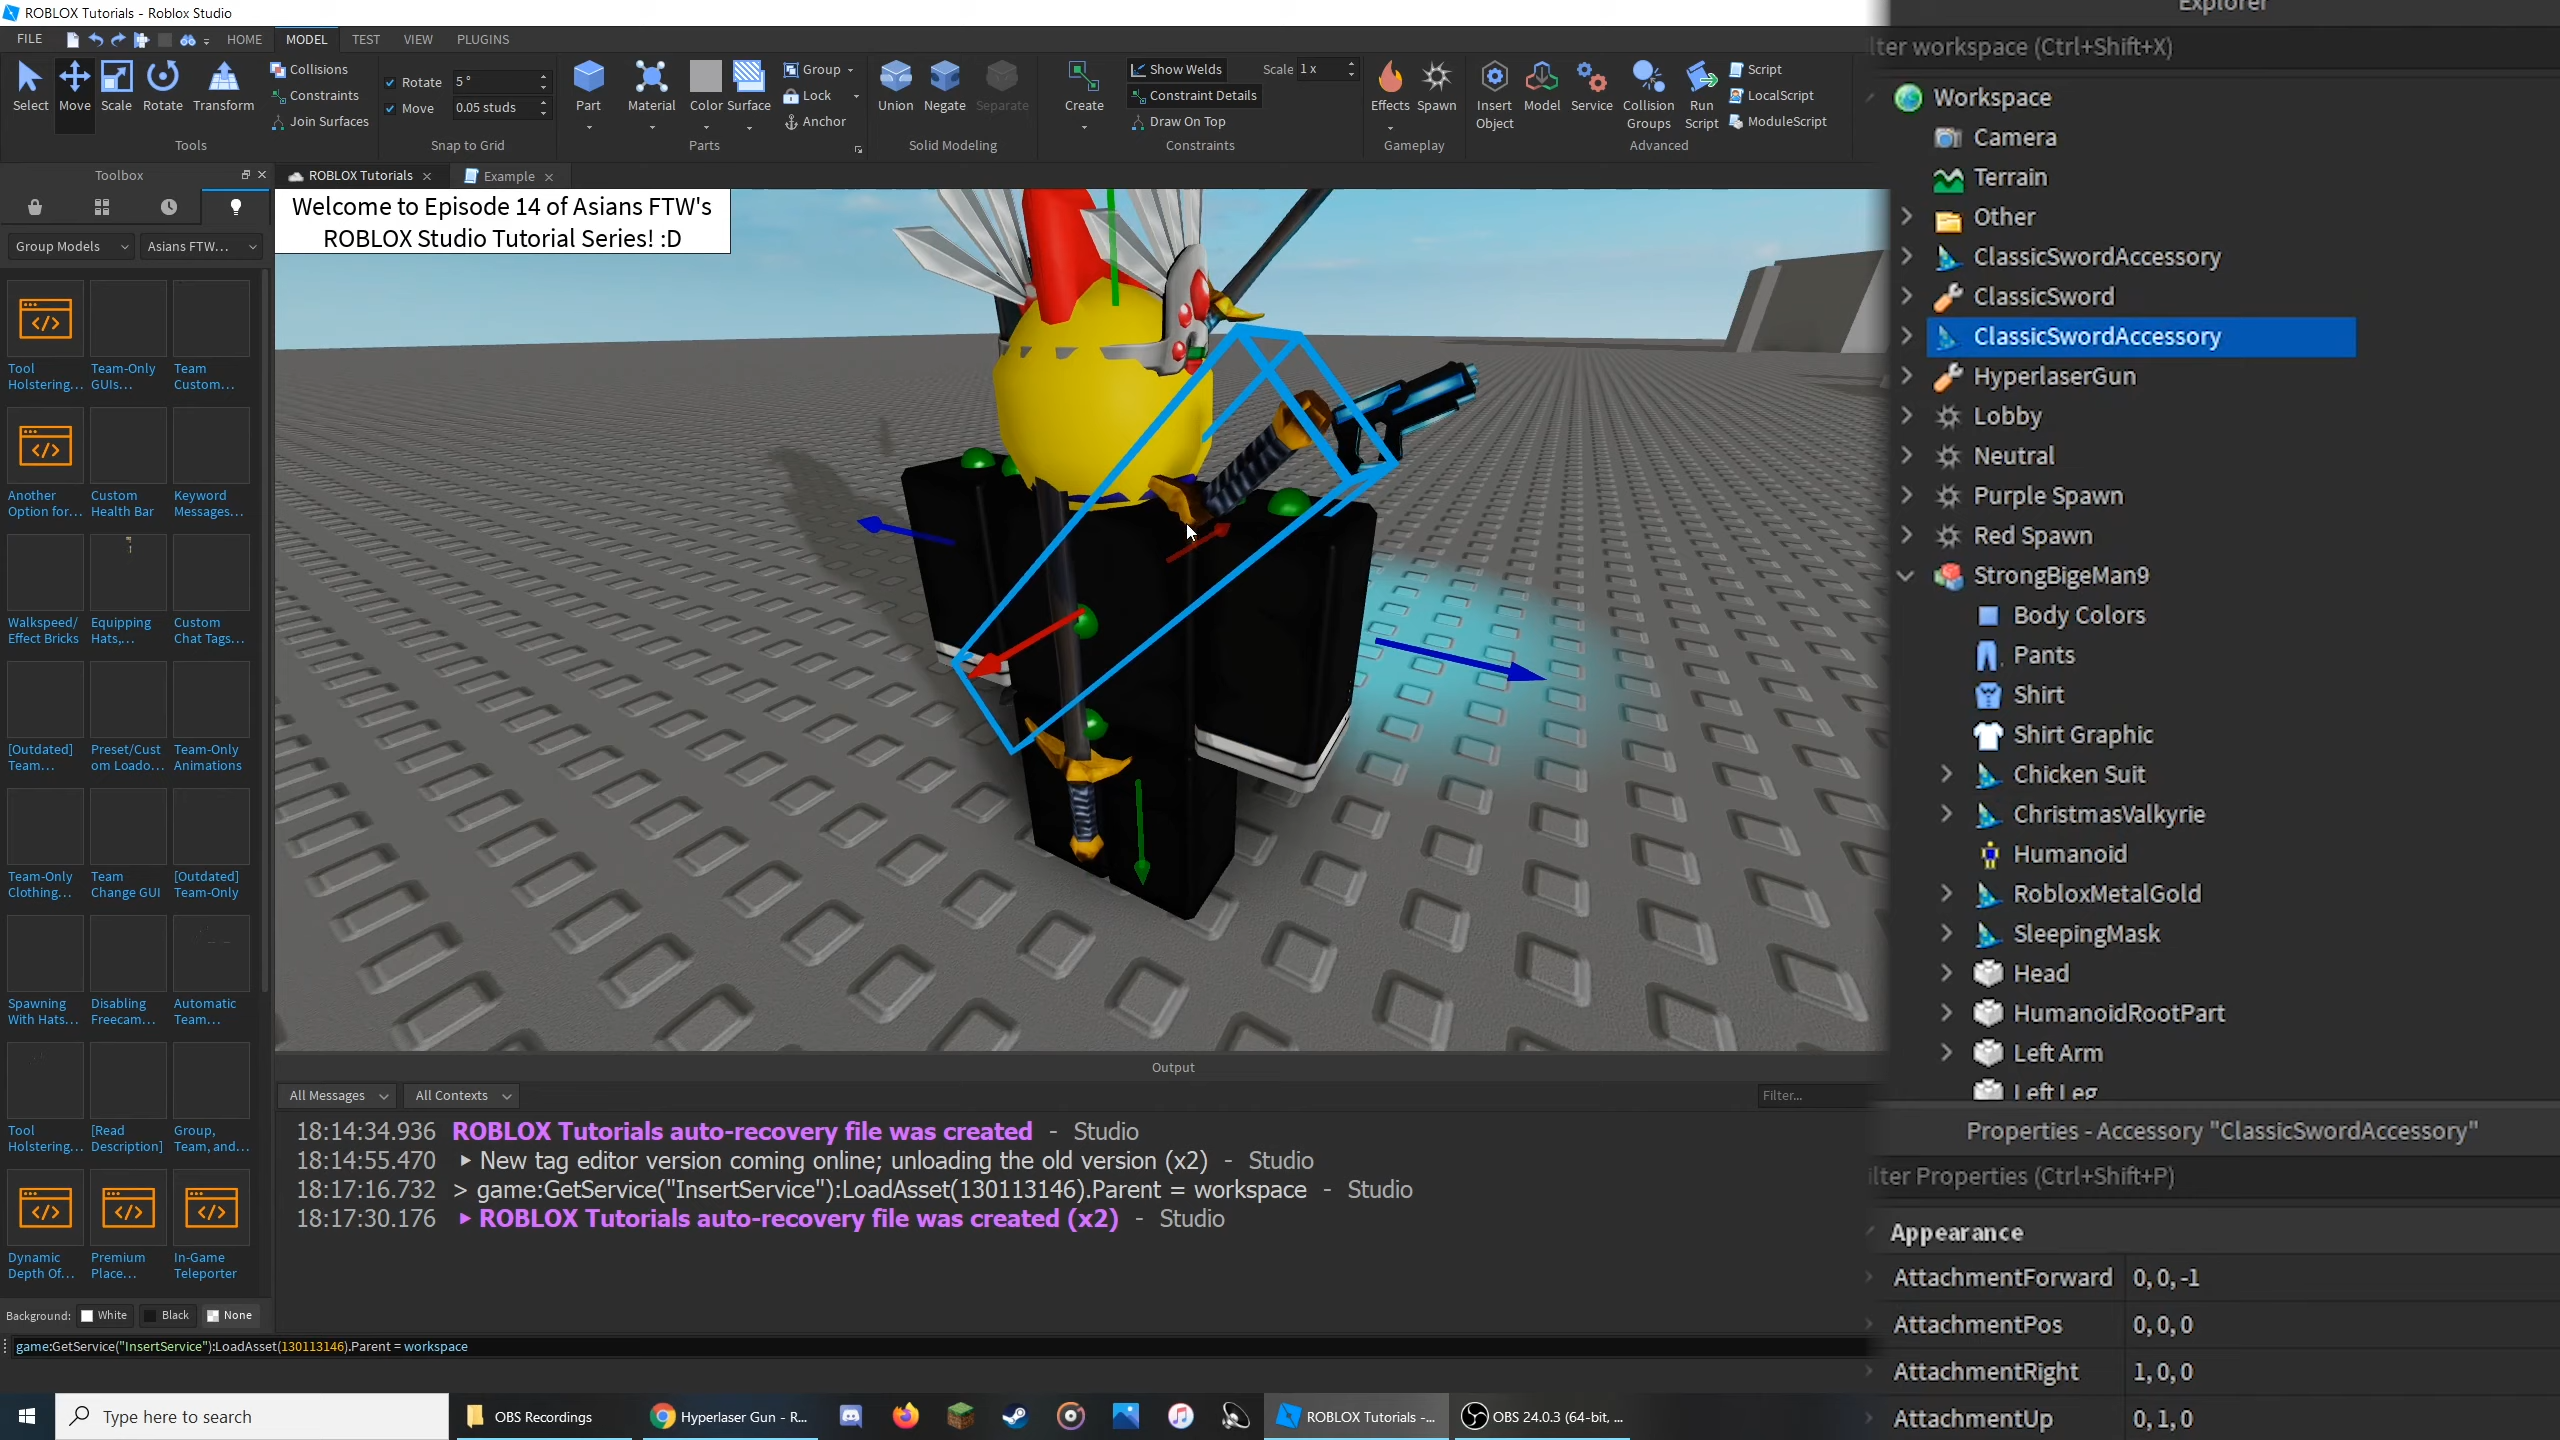 ROBLOX Tutorials - Roblox Studio
FILE
HOME
MODEL
TEST
VIEW
PLUGINS
Select
Move
Scale
Rotate
Transform
Collisions
Constraints
Join Surfaces
Tools
Rotate 5 °
Move 0.05 studs
Snap to Grid
Part
Material
Color
Surface
Group
Lock
Anchor
Parts
Union
Negate
Separate
Solid Modeling
Create
Show Welds
Scale 1 x
Constraint Details
Draw On Top
Constraints
Effects
Spawn
Gameplay
Insert
Object
Model
Service
Collision
Groups
Run
Script
Script
LocalScript
ModuleScript
Advanced
Toolbox
Group Models
Asians FTW...
Tool
Holstering...
Team-Only
GUIs...
Team
Custom...
Another
Option for...
Custom
Health Bar
Keyword
Messages...
Walkspeed/
Effect Bricks
Equipping
Hats,...
Custom
Chat Tags...
[Outdated]
Team...
Preset/Cust
om Loado...
Team-Only
Animations
Team-Only
Clothing...
Team
Change GUI
[Outdated]
Team-Only
Spawning
With Hats...
Disabling
Freecam...
Automatic
Team...
Tool
Holstering...
[Read
Description]
Group,
Team, and...
Dynamic
Depth Of...
Premium
Place...
In-Game
Teleporter
Background: White Black None
ROBLOX Tutorials
Example
Welcome to Episode 14 of Asians FTW's
ROBLOX Studio Tutorial Series! :D
Output
All Messages
All Contexts
Filter...
18:14:34.936 ROBLOX Tutorials auto-recovery file was created - Studio
18:14:55.470 New tag editor version coming online; unloading the old version (x2) - Studio
18:17:16.732 > game:GetService("InsertService"):LoadAsset(130113146).Parent = workspace - Studio
18:17:30.176 ROBLOX Tutorials auto-recovery file was created (x2) - Studio
game:GetService("InsertService"):LoadAsset(130113146).Parent = workspace
Explorer
lter workspace (Ctrl+Shift+X)
Workspace
Camera
Terrain
Other
ClassicSwordAccessory
ClassicSword
ClassicSwordAccessory
HyperlaserGun
Lobby
Neutral
Purple Spawn
Red Spawn
StrongBigeMan9
Body Colors
Pants
Shirt
Shirt Graphic
Chicken Suit
ChristmasValkyrie
Humanoid
RobloxMetalGold
SleepingMask
Head
HumanoidRootPart
Left Arm
Left Leg
Properties - Accessory "ClassicSwordAccessory"
lter Properties (Ctrl+Shift+P)
Appearance
AttachmentForward 0, 0, -1
AttachmentPos 0, 0, 0
AttachmentRight 1, 0, 0
AttachmentUp 0, 1, 0
Type here to search
OBS Recordings
Hyperlaser Gun - R...
ROBLOX Tutorials -...
OBS 24.0.3 (64-bit, ...